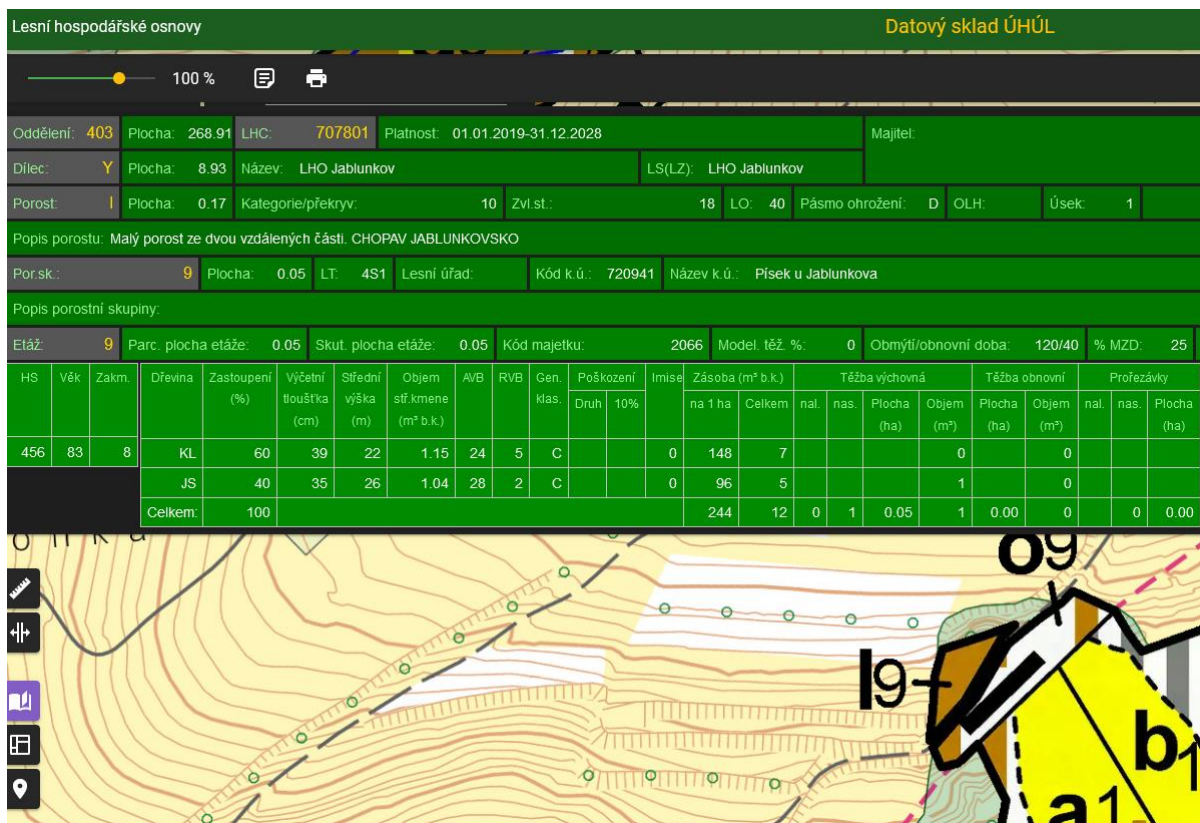 Lesní hospodářské osnovy Datový sklad ÚHÚL
100 %
Oddělení: 403 Plocha: 268.91 LHC: 707801 Platnost: 01.01.2019-31.12.2028 Majitel:
Dílec: Y Plocha: 8.93 Název: LHO Jablunkov LS(LZ): LHO Jablunkov
Porost: l Plocha: 0.17 Kategorie/překryv: 10 Zvl.st.: 18 LO: 40 Pásmo ohrožení: D OLH: Úsek: 1
Popis porostu: Malý porost ze dvou vzdálených části. CHOPAV JABLUNKOVSKO
Por.sk.: 9 Plocha: 0.05 LT: 4S1 Lesní úřad: Kód k.ú.: 720941 Název k.ú.: Písek u Jablunkova
Popis porostní skupiny:
Etáž: 9 Parc. plocha etáže: 0.05 Skut. plocha etáže: 0.05 Kód majetku: 2066 Model. těž. %: 0 Obmýtí/obnovní doba: 120/40 % MZD: 25
HS Věk Zakm. Dřevina Zastoupení Výčetní Střední Objem AVB RVB Gen. Poškození Imise Zásoba (m³ b.k.) Těžba výchovná Těžba obnovní Prořezávky
(%) tloušťka výška stř.kmene klas. Druh 10% na 1 ha Celkem nal. nas. Plocha Objem Plocha Objem nal. nas. Plocha
(cm) (m) (m³ b.k.) (ha) (m³) (ha) (m³) (ha)
456 83 8 KL 60 39 22 1.15 24 5 C 0 148 7 0 0
JS 40 35 26 1.04 28 2 C 0 96 5 1 0
Celkem: 100 244 12 0 1 0.05 1 0.00 0 0 0.00
o9
l9
b1
a1